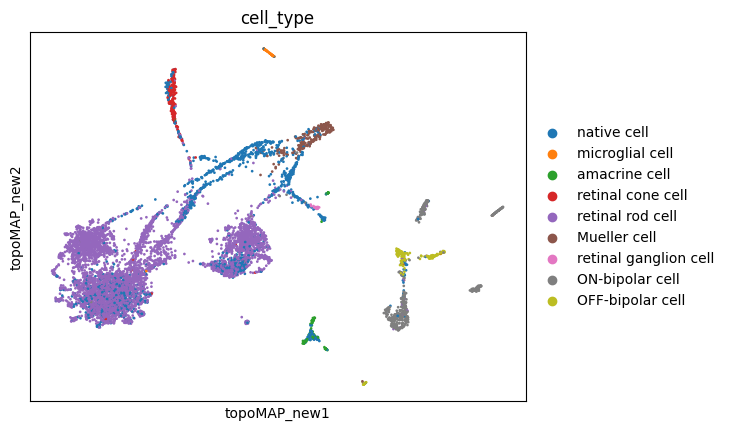 cell_type
topoMAP_new2
topoMAP_new1
native cell
microglial cell
amacrine cell
retinal cone cell
retinal rod cell
Mueller cell
retinal ganglion cell
ON-bipolar cell
OFF-bipolar cell